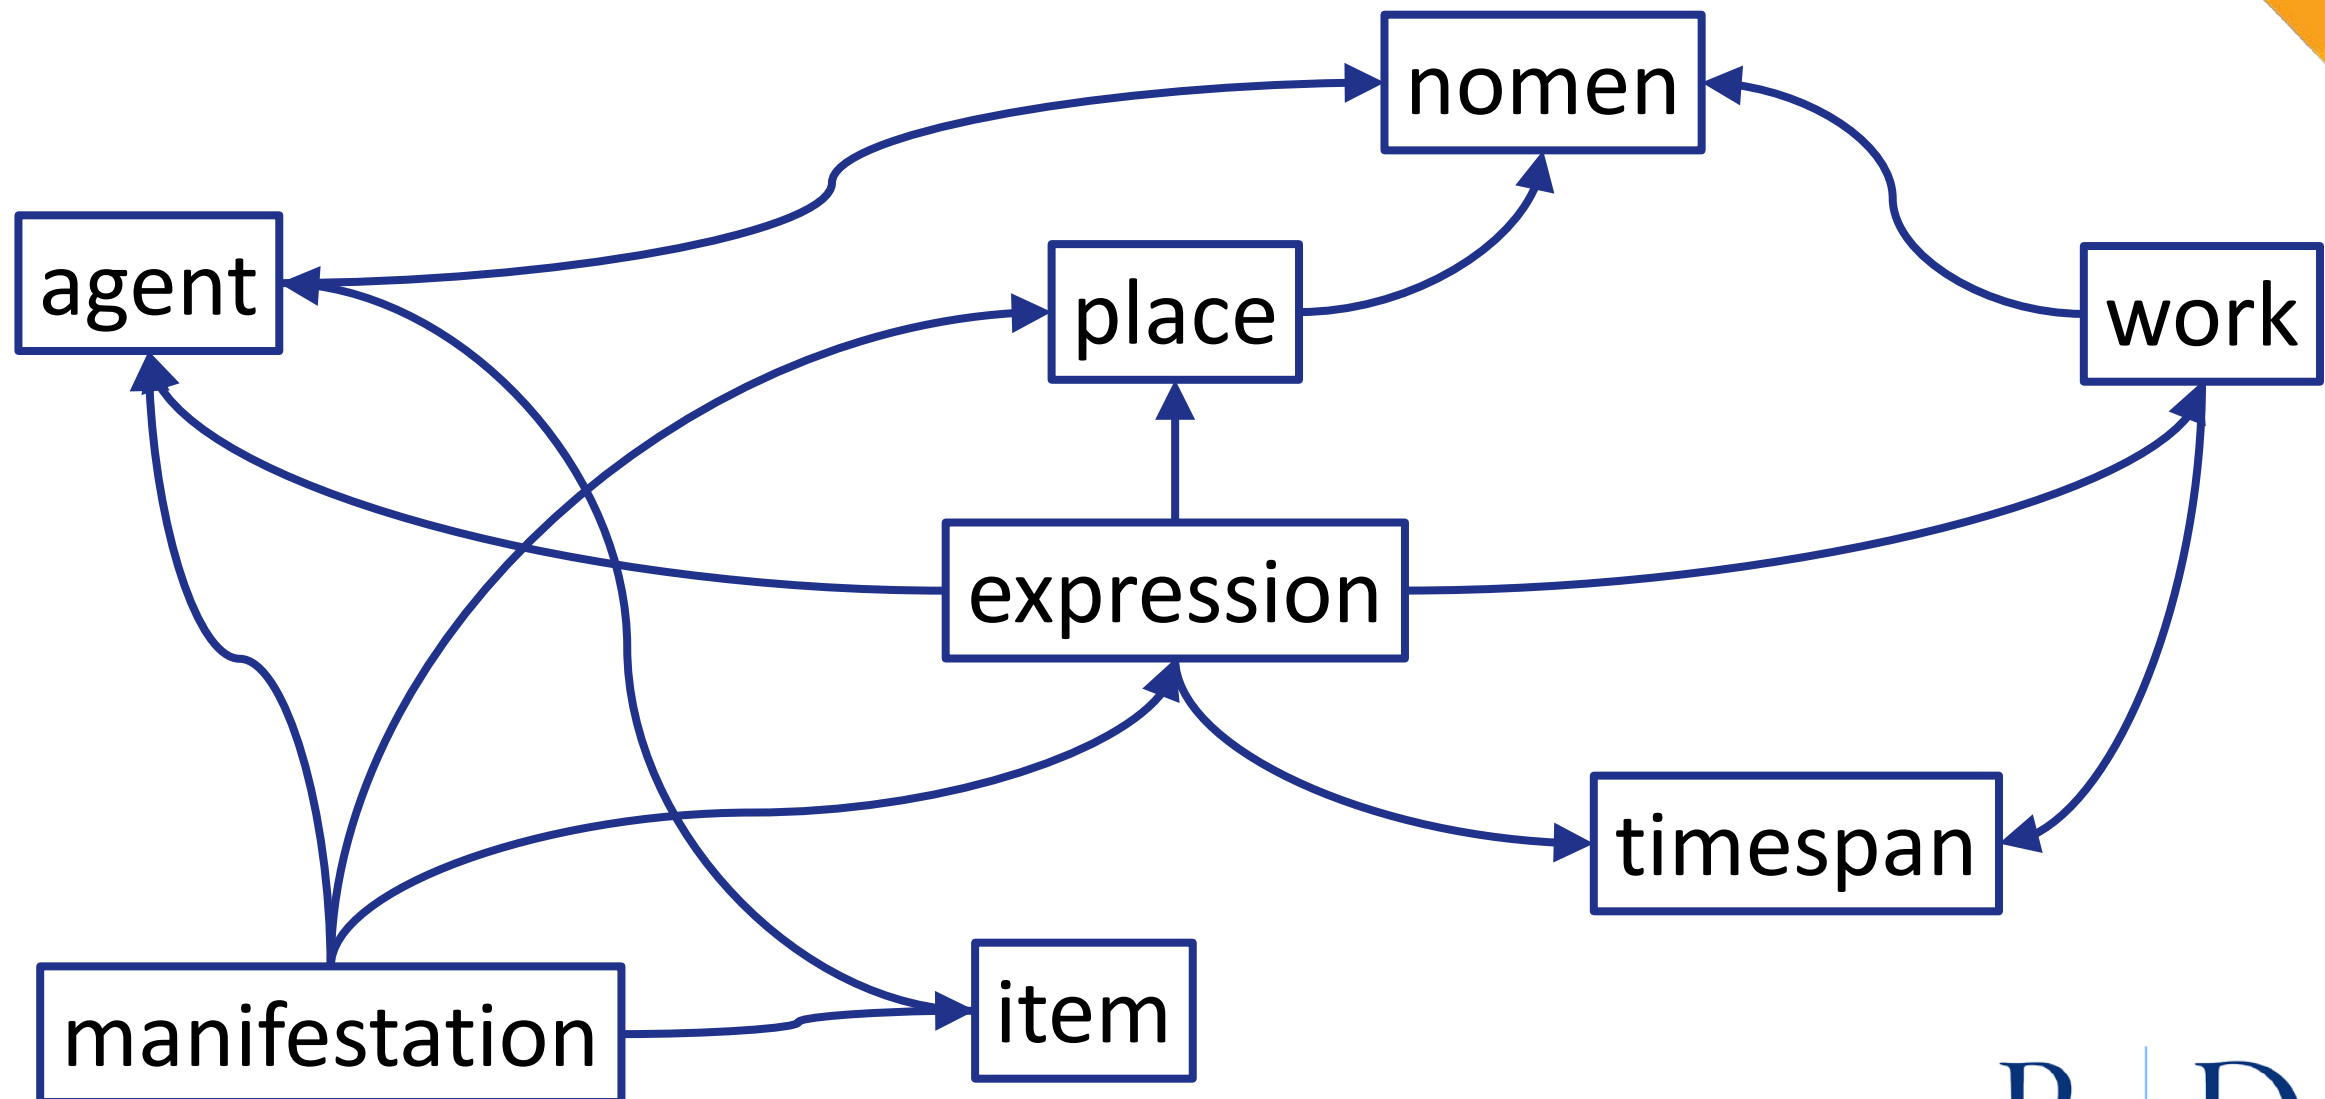 nomen
agent
place
work
expression
timespan
item
manifestation
R D